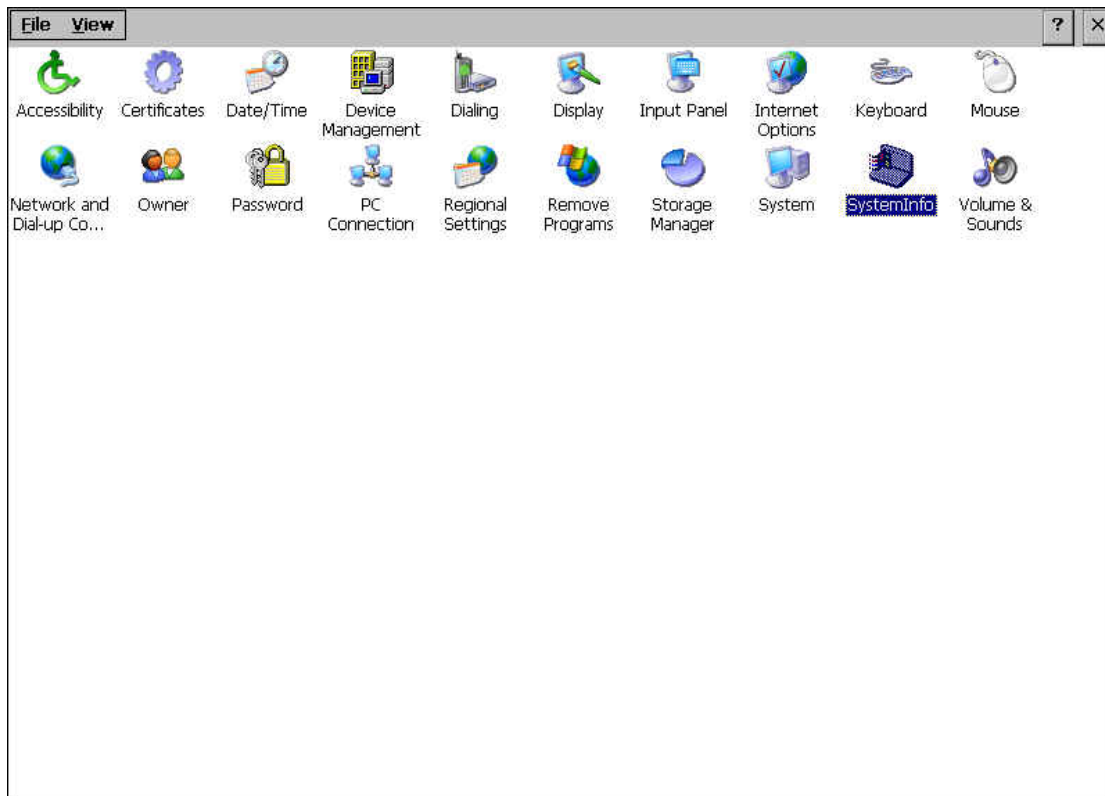 File View ? ×
Accessibility Certificates Date/Time Device Management Dialing Display Input Panel Internet Options Keyboard Mouse
Network and Dial-up Co... Owner Password PC Connection Regional Settings Remove Programs Storage Manager System SystemInfo Volume & Sounds